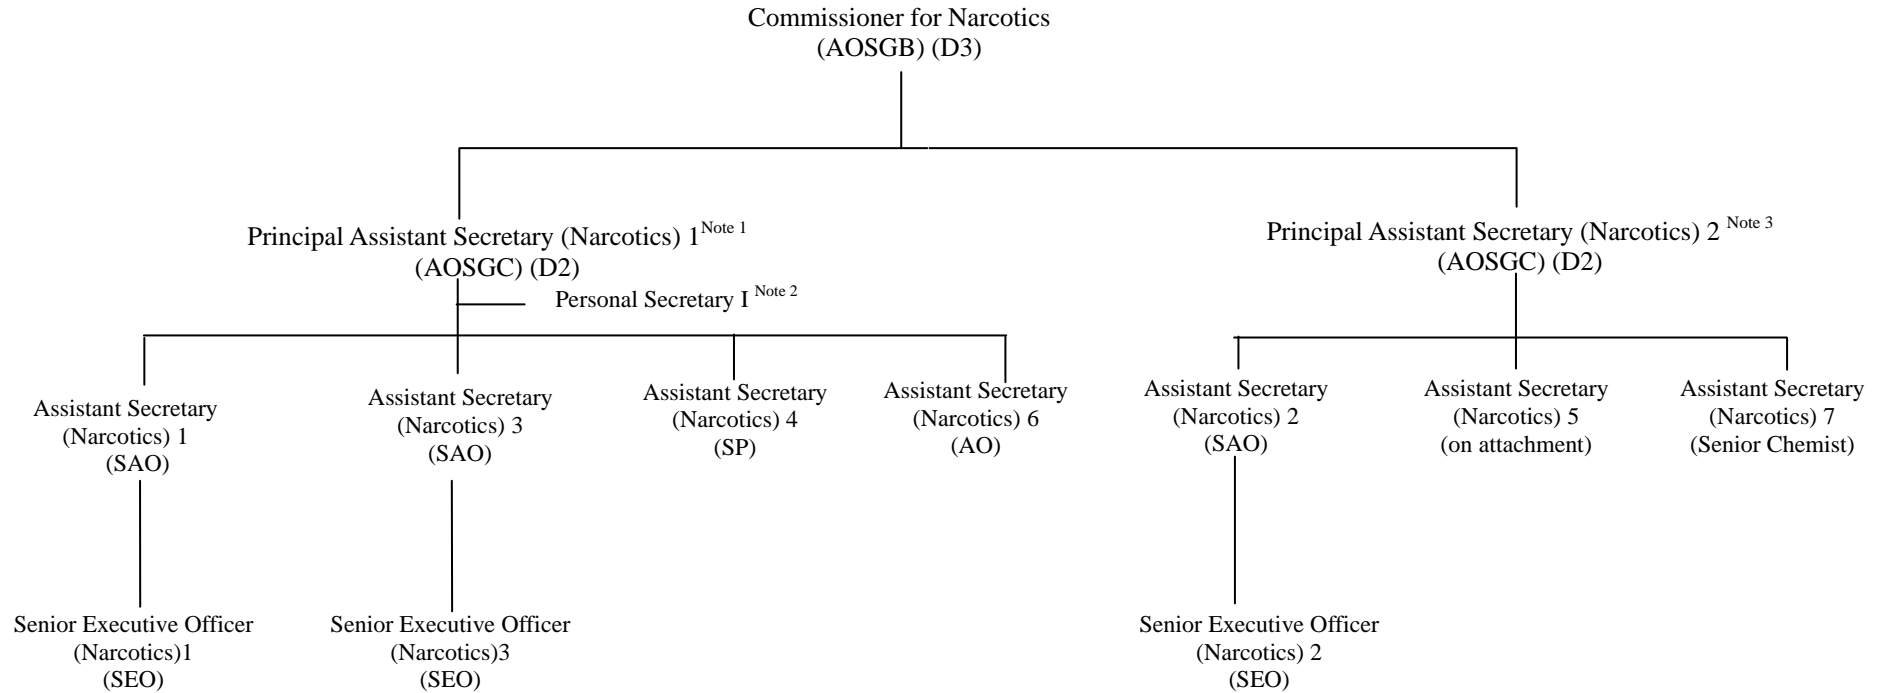 Commissioner for Narcotics
(AOSGB) (D3)
Principal Assistant Secretary (Narcotics) 1 Note 1
(AOSGC) (D2)
Personal Secretary I Note 2
Principal Assistant Secretary (Narcotics) 2 Note 3
(AOSGC) (D2)
Assistant Secretary
(Narcotics) 1
(SAO)
Assistant Secretary
(Narcotics) 3
(SAO)
Assistant Secretary
(Narcotics) 4
(SP)
Assistant Secretary
(Narcotics) 6
(AO)
Assistant Secretary
(Narcotics) 2
(SAO)
Assistant Secretary
(Narcotics) 5
(on attachment)
Assistant Secretary
(Narcotics) 7
(Senior Chemist)
Senior Executive Officer
(Narcotics)1
(SEO)
Senior Executive Officer
(Narcotics)3
(SEO)
Senior Executive Officer
(Narcotics) 2
(SEO)